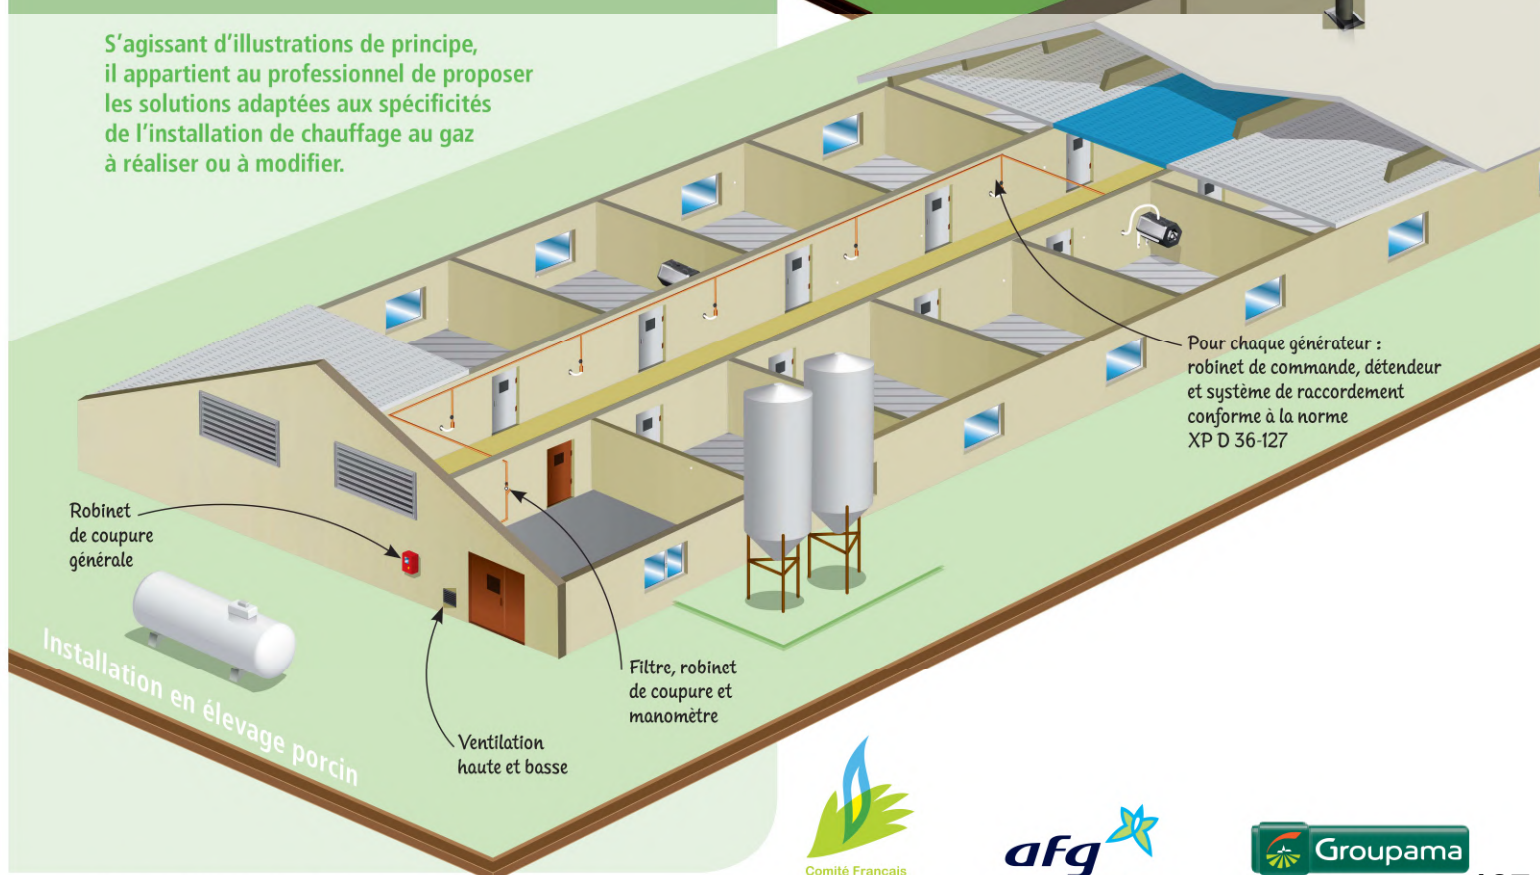 S’agissant d’illustrations de principe,
il appartient au professionnel de proposer
les solutions adaptées aux spécificités
de l’installation de chauffage au gaz
à réaliser ou à modifier.
Pour chaque générateur :
robinet de commande, détendeur
et système de raccordement
conforme à la norme
XP D 36-127
Robinet
de coupure
générale
Installation en élevage porcin
Filtre, robinet
de coupure et
manomètre
Ventilation
haute et basse
Comité Français
afg
Groupama